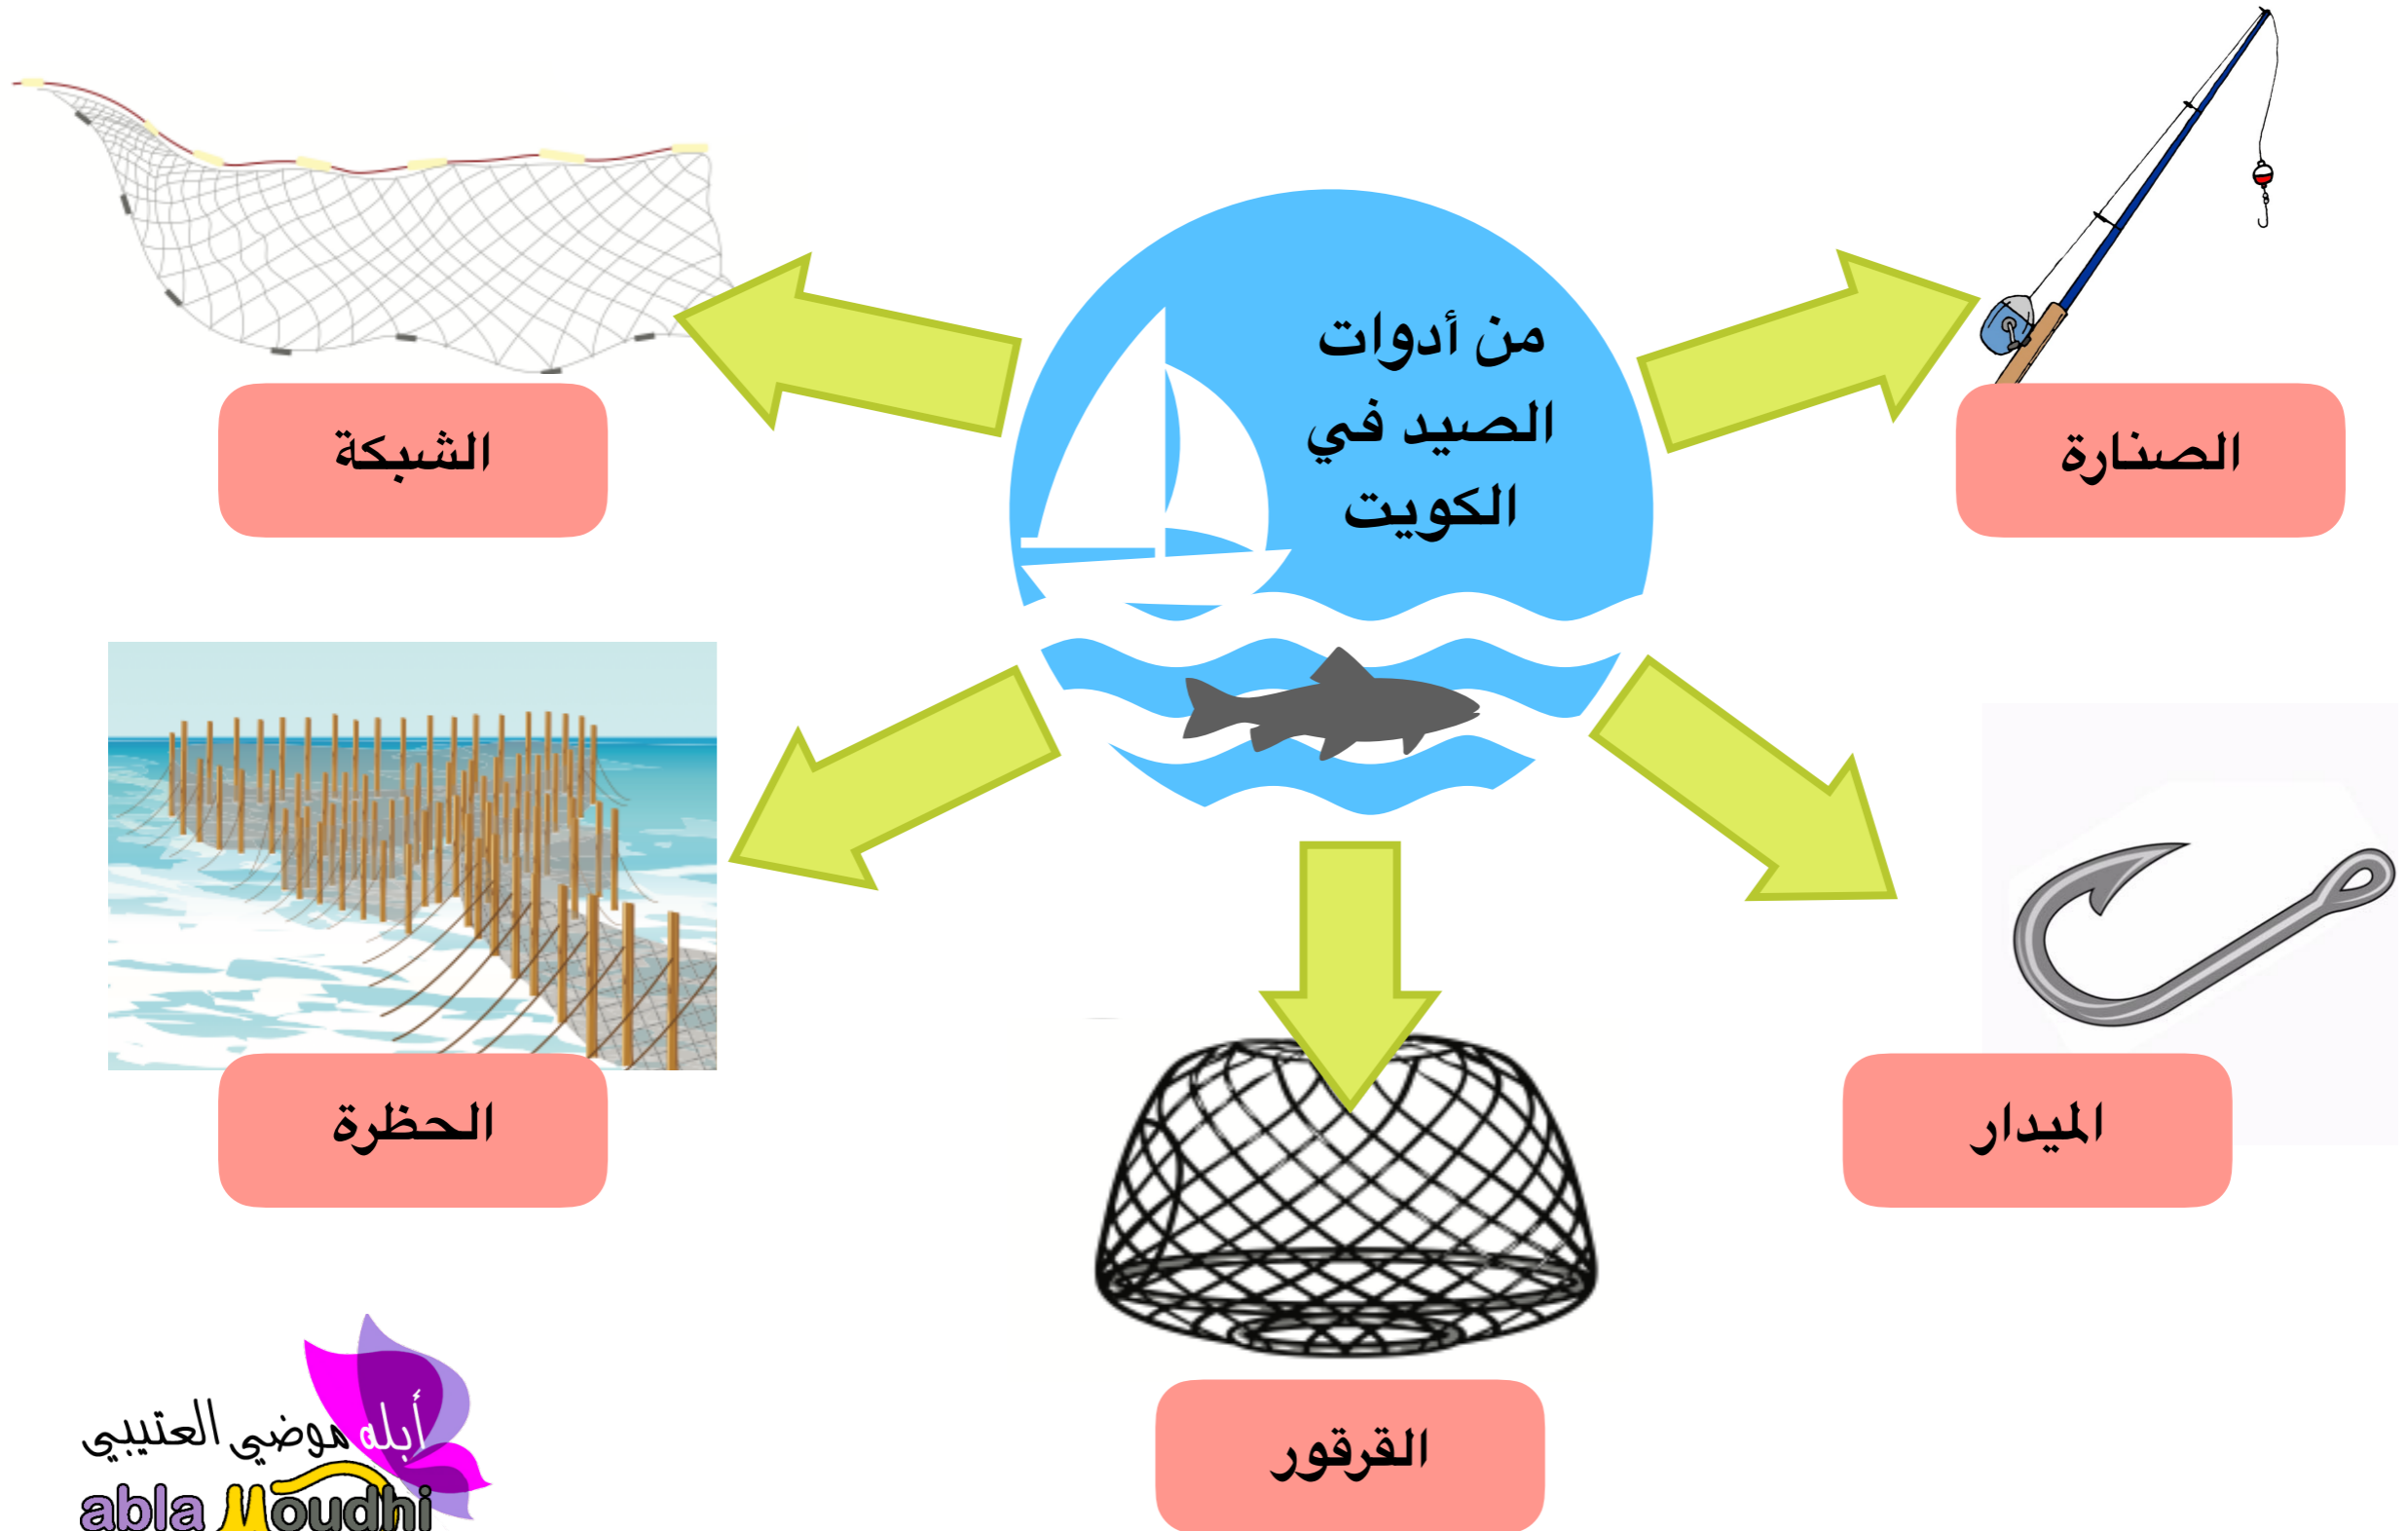 من أدوات
الصيد في
الكويت
الصنارة
الشبكة
الميدار
الحظرة
القرقور
أبله موضي العتيبي
abla Moudhi